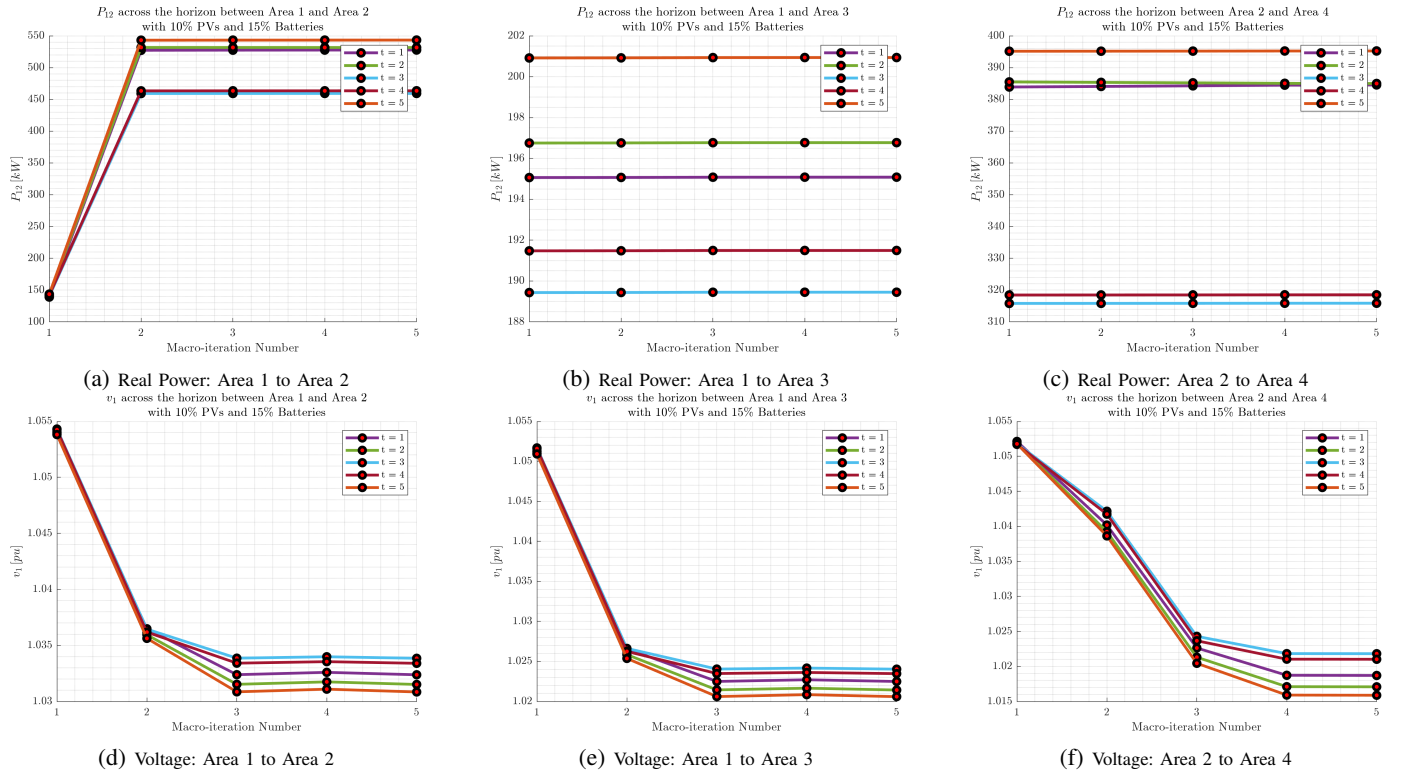 P₁₂ across the horizon between Area 1 and Area 2
with 10% PVs and 15% Batteries
550
500
450
400
350
300
250
200
150
100
P₁₂ [kW]
1 2 3 4 5
Macro-iteration Number
t = 1
t = 2
t = 3
t = 4
t = 5
(a) Real Power: Area 1 to Area 2
P₁₂ across the horizon between Area 1 and Area 3
with 10% PVs and 15% Batteries
202
200
198
196
194
192
190
188
P₁₂ [kW]
1 2 3 4 5
Macro-iteration Number
t = 1
t = 2
t = 3
t = 4
t = 5
(b) Real Power: Area 1 to Area 3
P₁₂ across the horizon between Area 2 and Area 4
with 10% PVs and 15% Batteries
400
390
380
370
360
350
340
330
320
310
P₁₂ [kW]
1 2 3 4 5
Macro-iteration Number
t = 1
t = 2
t = 3
t = 4
t = 5
(c) Real Power: Area 2 to Area 4
v₁ across the horizon between Area 1 and Area 2
with 10% PVs and 15% Batteries
1.055
1.05
1.045
1.04
1.035
1.03
v₁ [pu]
1 2 3 4 5
Macro-iteration Number
t = 1
t = 2
t = 3
t = 4
t = 5
(d) Voltage: Area 1 to Area 2
v₁ across the horizon between Area 1 and Area 3
with 10% PVs and 15% Batteries
1.055
1.05
1.045
1.04
1.035
1.03
1.025
1.02
v₁ [pu]
1 2 3 4 5
Macro-iteration Number
t = 1
t = 2
t = 3
t = 4
t = 5
(e) Voltage: Area 1 to Area 3
v₁ across the horizon between Area 2 and Area 4
with 10% PVs and 15% Batteries
1.055
1.05
1.045
1.04
1.035
1.03
1.025
1.02
1.015
v₁ [pu]
1 2 3 4 5
Macro-iteration Number
t = 1
t = 2
t = 3
t = 4
t = 5
(f) Voltage: Area 2 to Area 4